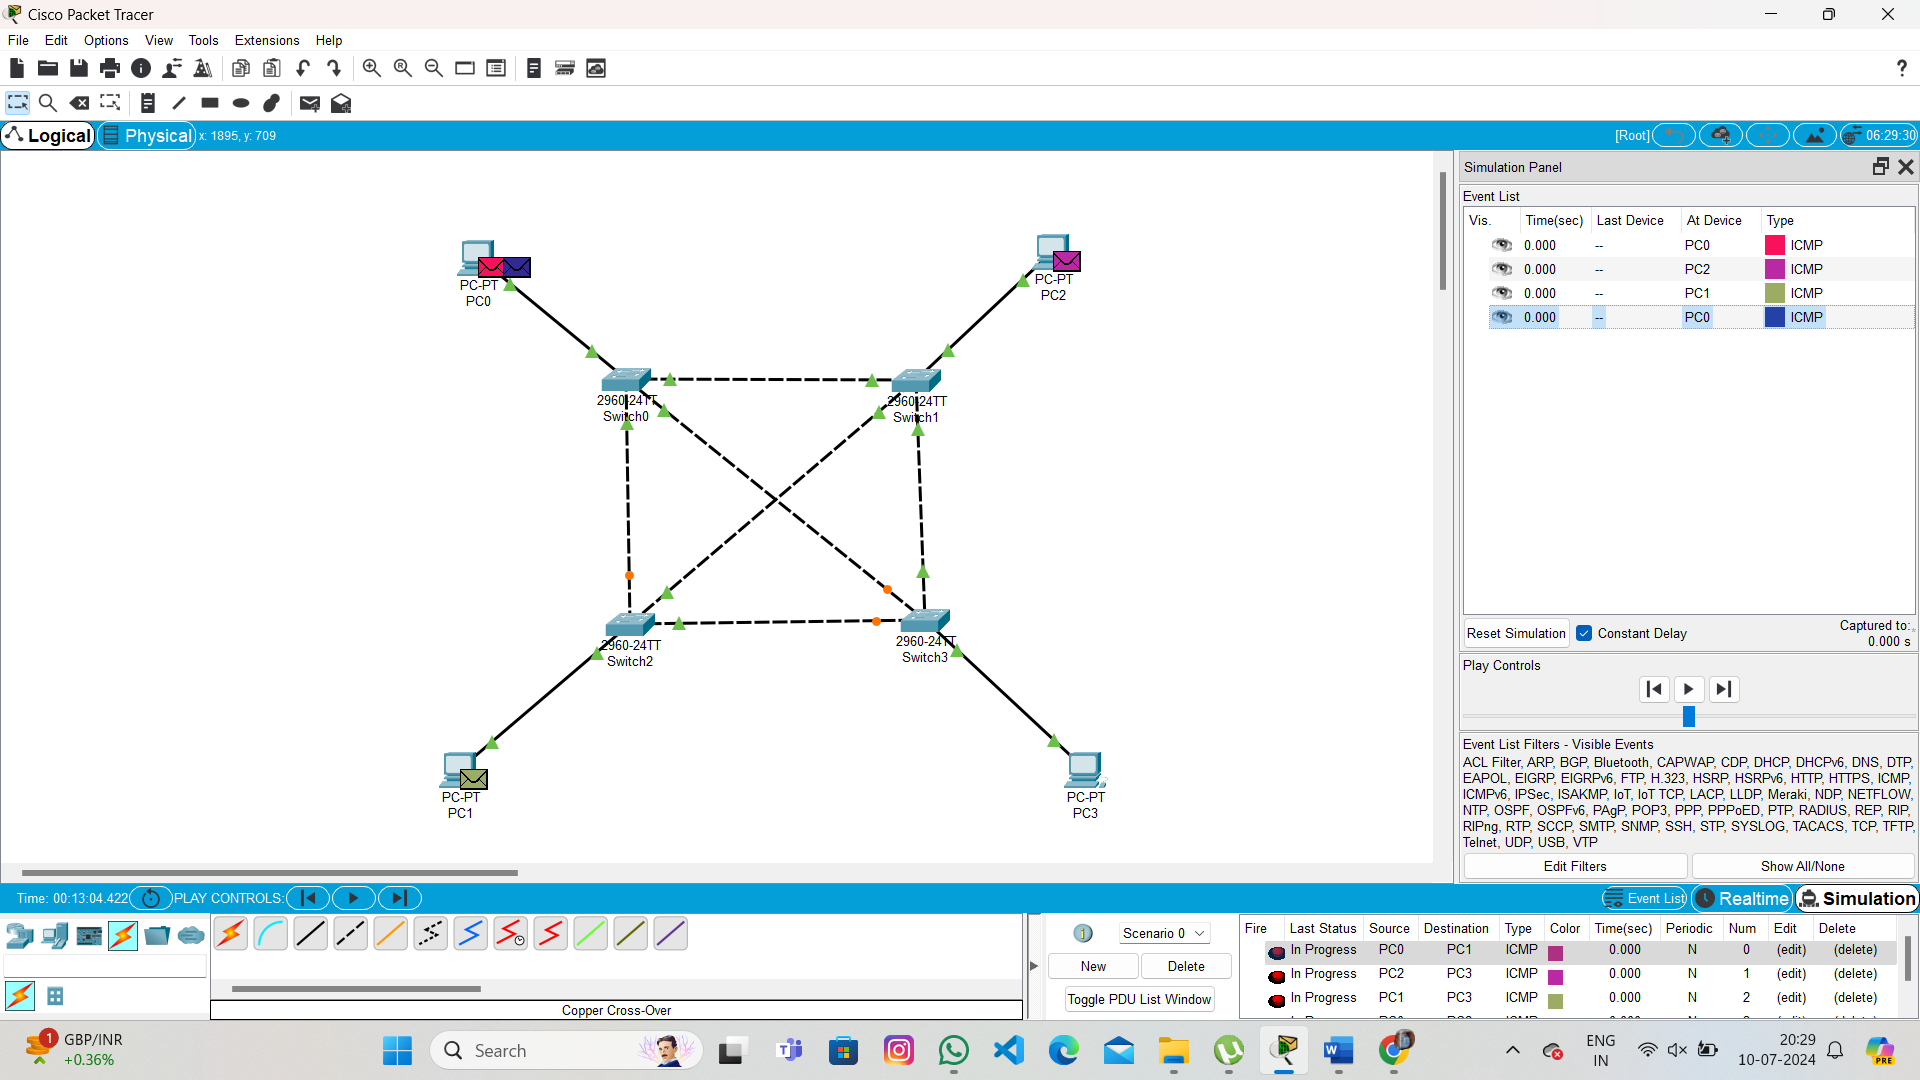 Cisco Packet Tracer
File Edit Options View Tools Extensions Help
Logical Physical x: 1895, y: 709 [Root] 06:29:30
Simulation Panel
Event List
Vis. Time(sec) Last Device At Device Type
0.000 -- PC0 ICMP
0.000 -- PC2 ICMP
0.000 -- PC1 ICMP
0.000 -- PC0 ICMP
PC-PT
PC0
PC-PT
PC2
2960-24TT
Switch0
2960-24TT
Switch1
2960-24TT
Switch2
2960-24TT
Switch3
PC-PT
PC1
PC-PT
PC3
Reset Simulation Constant Delay Captured to:
0.000 s
Play Controls
Event List Filters - Visible Events
ACL Filter, ARP, BGP, Bluetooth, CAPWAP, CDP, DHCP, DHCPv6, DNS, DTP,
EAPOL, EIGRP, EIGRPv6, FTP, H.323, HSRP, HSRPv6, HTTP, HTTPS, ICMP,
ICMPv6, IPSec, ISAKMP, IoT, IoT TCP, LACP, LLDP, Meraki, NDP, NETFLOW,
NTP, OSPF, OSPFv6, PAgP, POP3, PPP, PPPoED, PTP, RADIUS, REP, RIP,
RIPng, RTP, SCCP, SMTP, SNMP, SSH, STP, SYSLOG, TACACS, TCP, TFTP,
Telnet, UDP, USB, VTP
Edit Filters Show All/None
Time: 00:13:04.422 PLAY CONTROLS: Event List Realtime Simulation
Scenario 0
New Delete
Toggle PDU List Window
Fire Last Status Source Destination Type Color Time(sec) Periodic Num Edit Delete
In Progress PC0 PC1 ICMP 0.000 N 0 (edit) (delete)
In Progress PC2 PC3 ICMP 0.000 N 1 (edit) (delete)
In Progress PC1 PC3 ICMP 0.000 N 2 (edit) (delete)
Copper Cross-Over
1 GBP/INR
+0.36%
Search
ENG
IN
20:29
10-07-2024
PRE